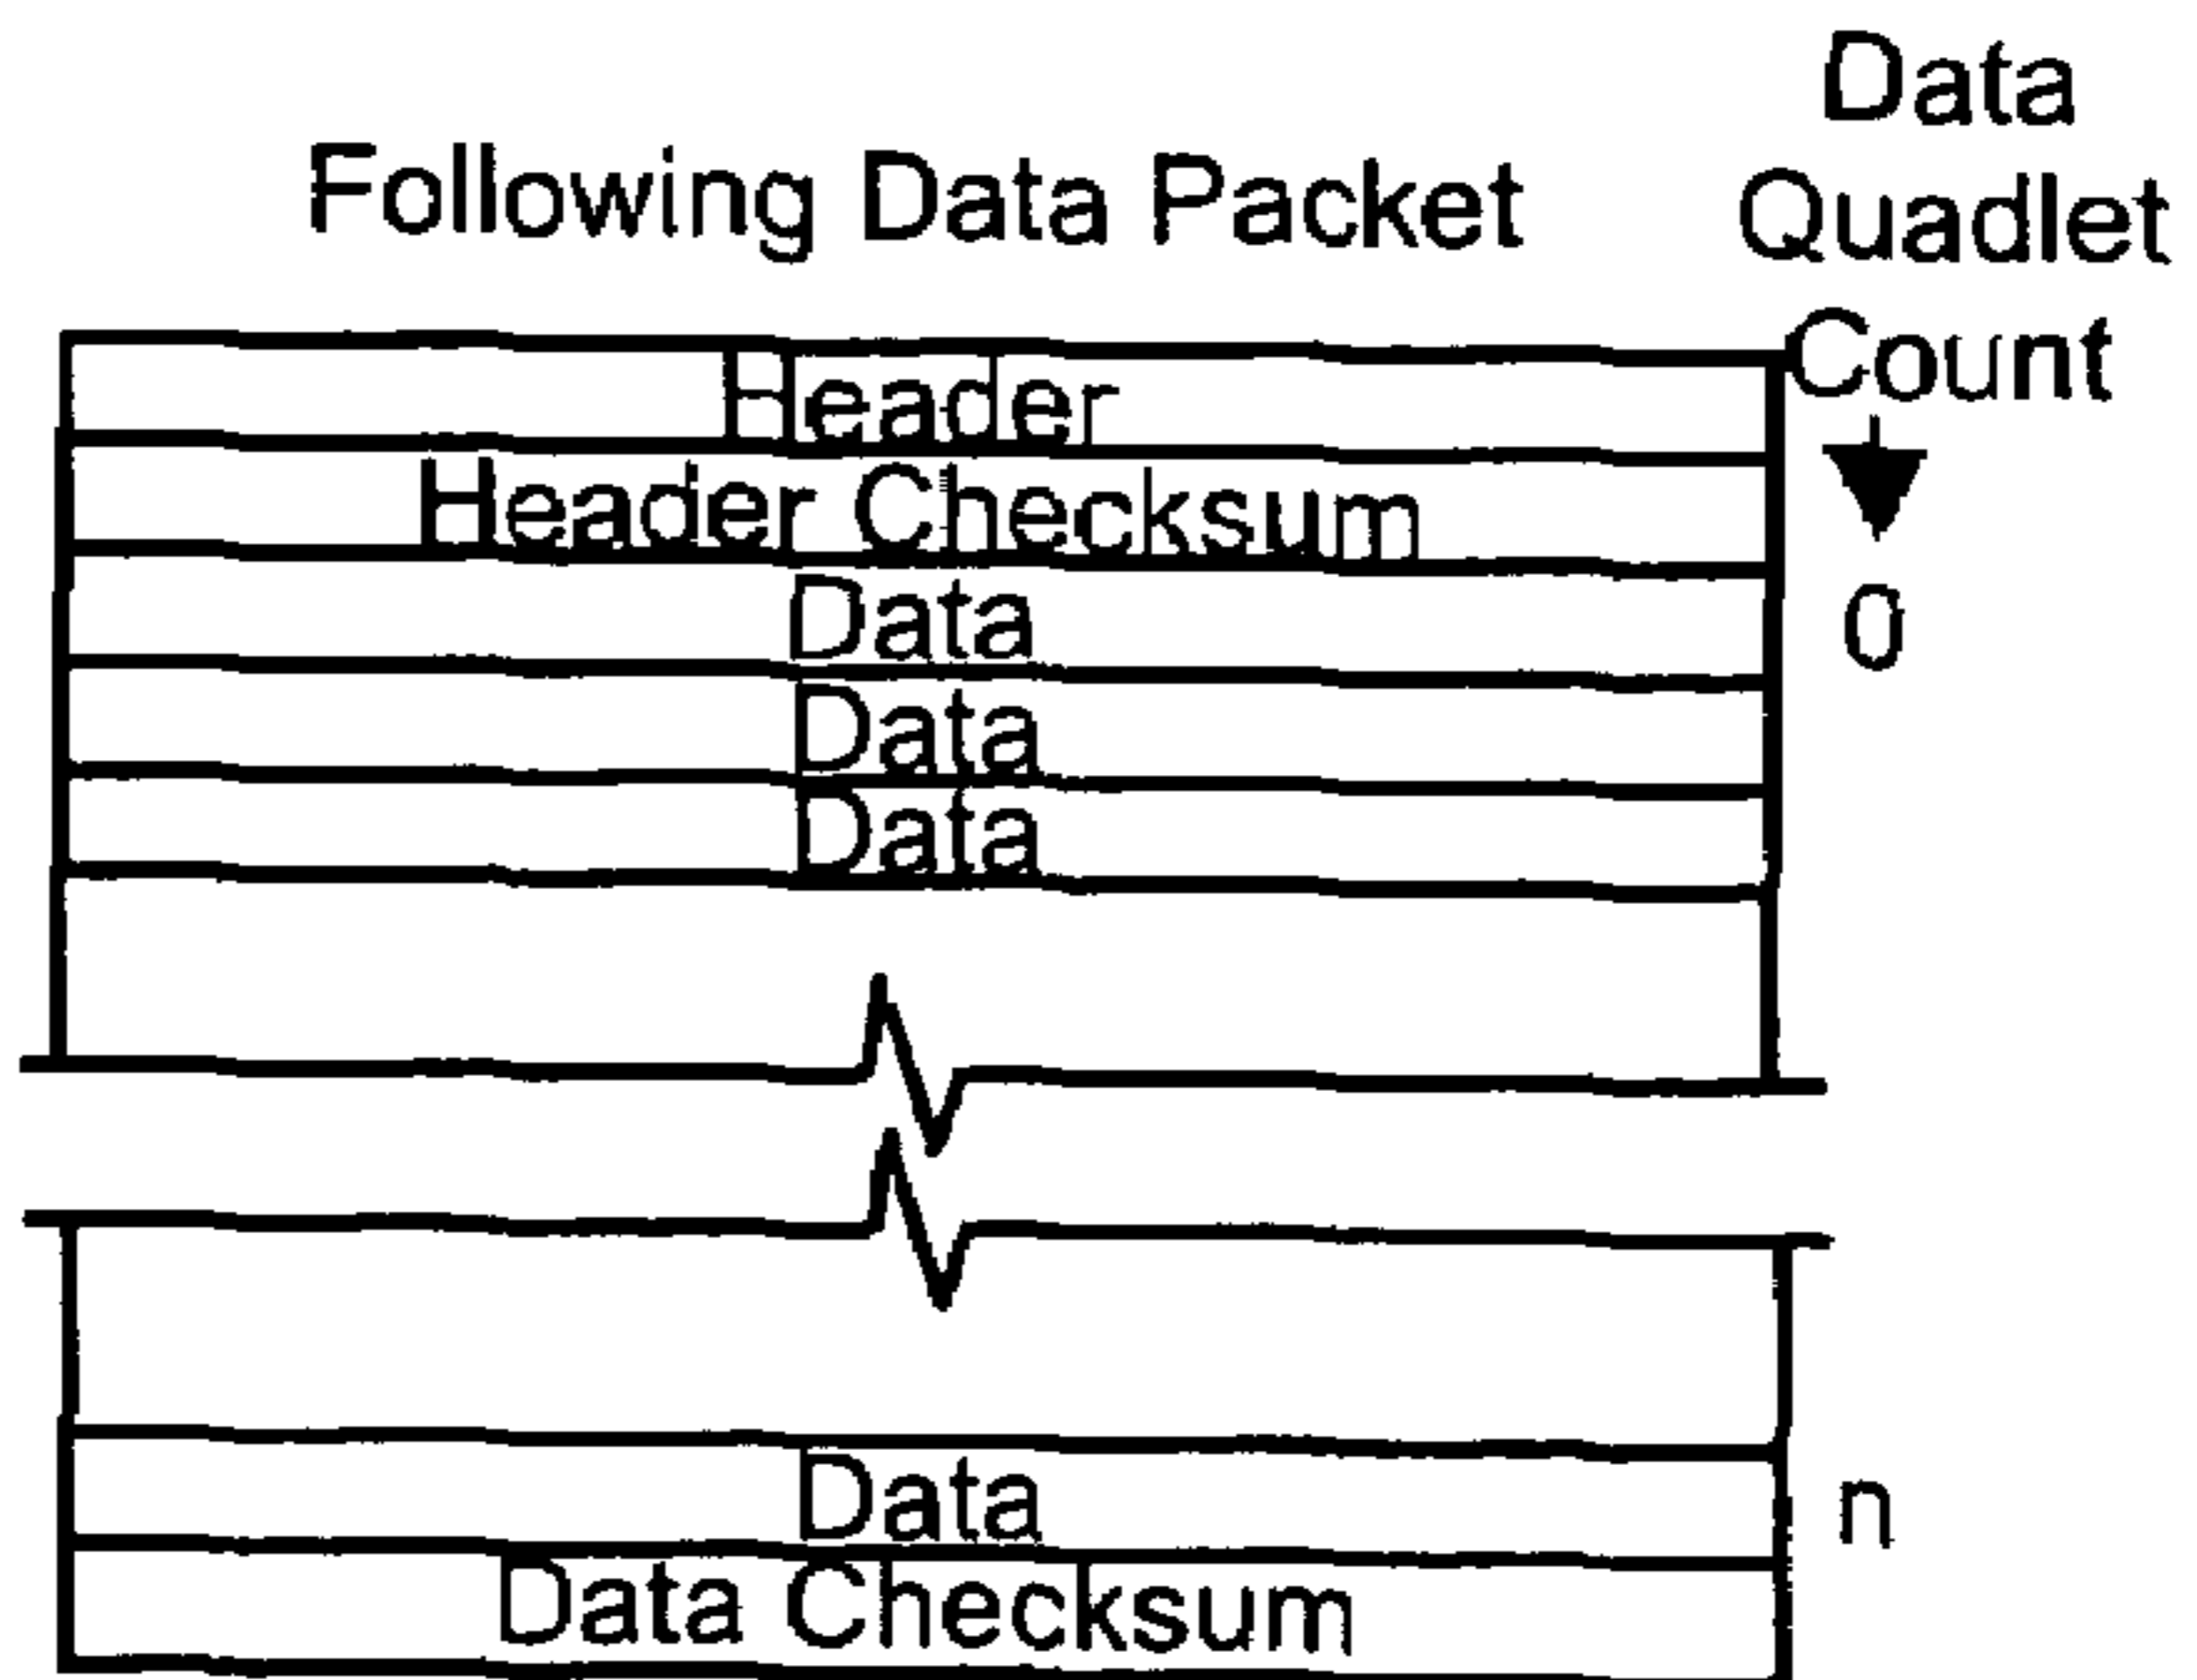 Following Data Packet
Data
Quadlet
Count
Header
Header Checksum
Data
0
Data
Data
Data
n
Data Checksum